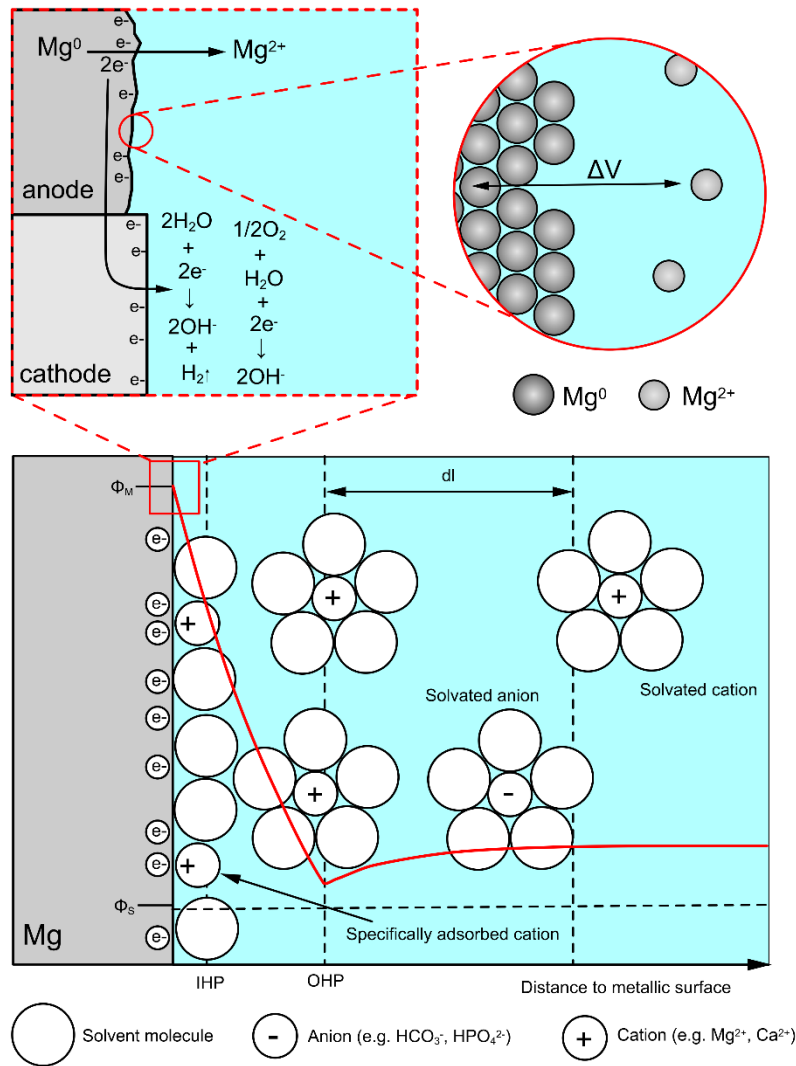 e-
e-
Mg⁰
Mg²⁺
2e-
e-
e-
e-
anode
e-
2H₂O
+
2e-
↓
2OH-
+
H₂↑
1/2O₂
+
H₂O
+
2e-
↓
2OH-
e-
e-
e-
e-
e-
cathode
ΔV
Mg⁰
Mg²⁺
Φ_M
dl
e-
e-
e-
e-
e-
e-
e-
e-
e-
+
+
+
+
Solvated anion
Solvated cation
+
-
+
Φ_S
Mg
Specifically adsorbed cation
IHP
OHP
Distance to metallic surface
Solvent molecule
-
Anion (e.g. HCO₃⁻, HPO₄²⁻)
+
Cation (e.g. Mg²⁺, Ca²⁺)